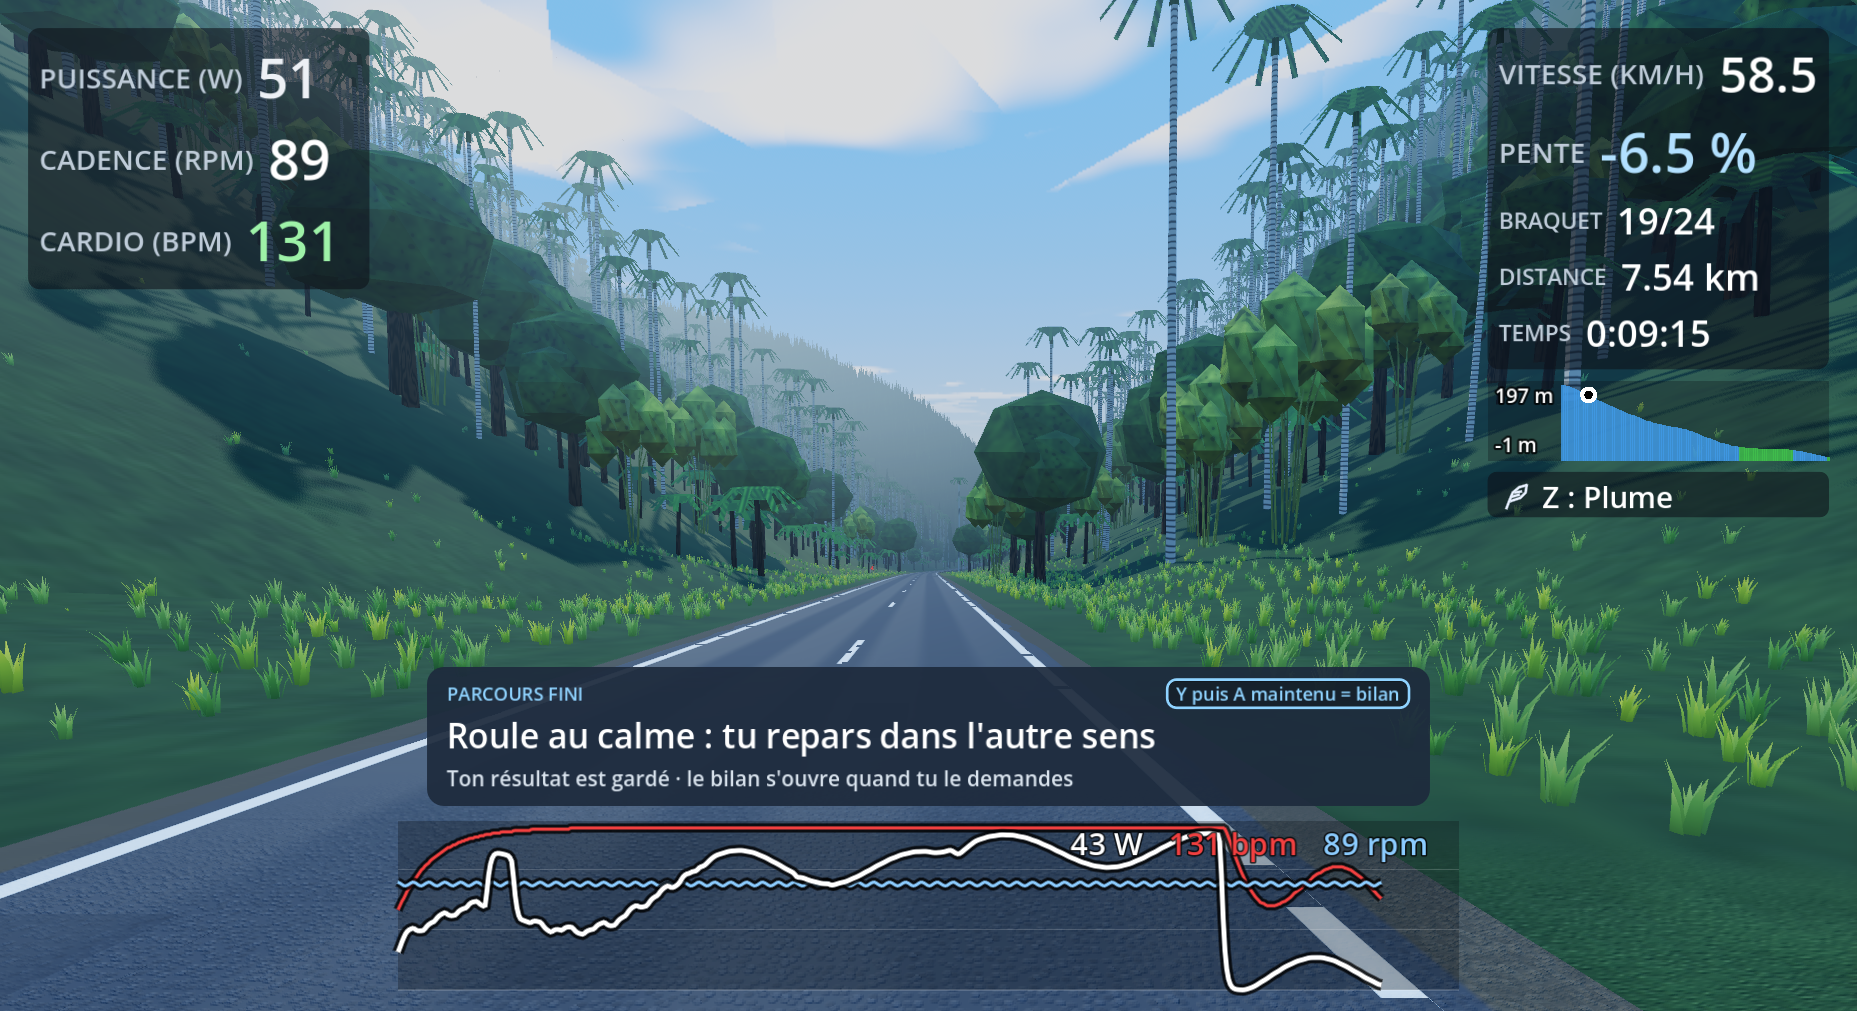 PUISSANCE (W) 51
CADENCE (RPM) 89
CARDIO (BPM) 131
VITESSE (KM/H) 58.5
PENTE -6.5 %
BRAQUET 19/24
DISTANCE 7.54 km
TEMPS 0:09:15
197 m
-1 m
Z : Plume
PARCOURS FINI
Y puis A maintenu = bilan
Roule au calme : tu repars dans l'autre sens
Ton résultat est gardé · le bilan s'ouvre quand tu le demandes
43 W 131 bpm 89 rpm